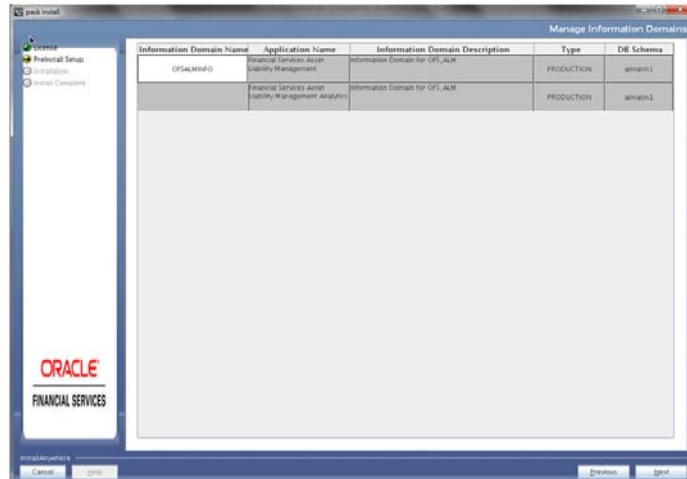 pack install
Manage Information Domains
License
PreInstall Setup
Installation
Install Complete
Information Domain Name Application Name Information Domain Description Type DB Schema
OFSALMINFO Financial Services Asset Liability Management Information Domain for OFS_ALM PRODUCTION
Financial Services Asset Liability Management Analytics Information Domain for OFS_ALM PRODUCTION
ORACLE
FINANCIAL SERVICES
InstallAnywhere
Cancel Help Previous Next